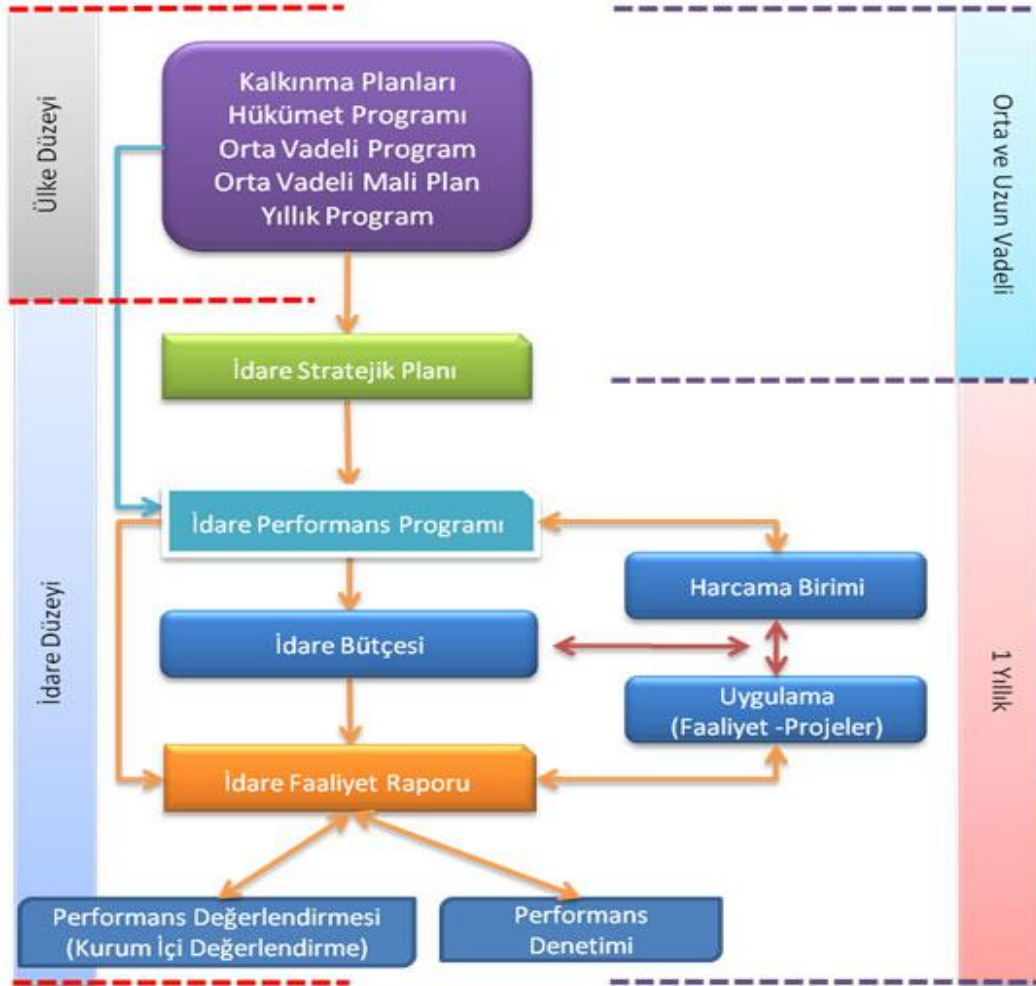 Ülke Düzeyi
Kalkınma Planları
Hükümet Programı
Orta Vadeli Program
Orta Vadeli Mali Plan
Yıllık Program
Orta ve Uzun Vadeli
İdare Stratejik Planı
İdare Düzeyi
İdare Performans Programı
Harcama Birimi
İdare Bütçesi
Uygulama
(Faaliyet -Projeler)
1 Yıllık
İdare Faaliyet Raporu
Performans Değerlendirmesi
(Kurum İçi Değerlendirme)
Performans
Denetimi